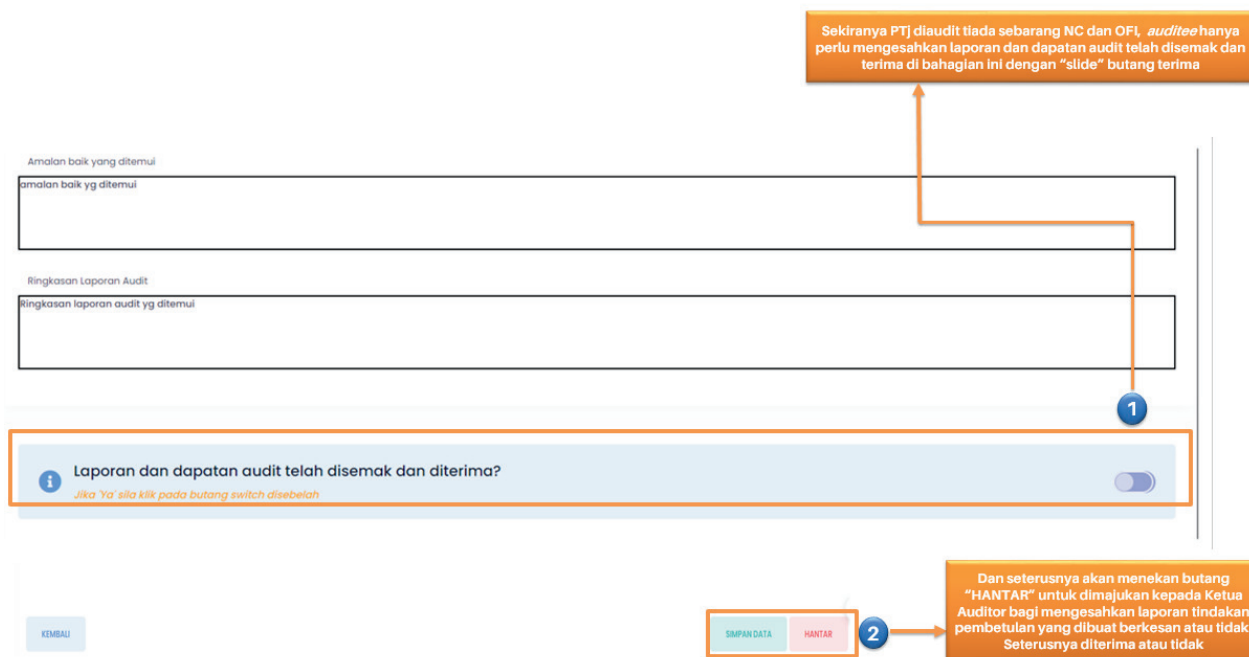 Sekiranya PTj diaudit tiada sebarang NC dan OFI, auditee hanya
perlu mengesahkan laporan dan dapatan audit telah disemak dan
terima di bahagian ini dengan “slide” butang terima
Amalan baik yang ditemui
amalan baik yg ditemui
Ringkasan Laporan Audit
Ringkasan laporan audit yg ditemui
1
Laporan dan dapatan audit telah disemak dan diterima?
Jika 'Ya' sila klik pada butang switch disebelah
KEMBALI
SIMPAN DATA
HANTAR
2
Dan seterusnya akan menekan butang
“HANTAR” untuk dimajukan kepada Ketua
Auditor bagi mengesahkan laporan tindakan
pembetulan yang dibuat berkesan atau tidak
Seterusnya diterima atau tidak